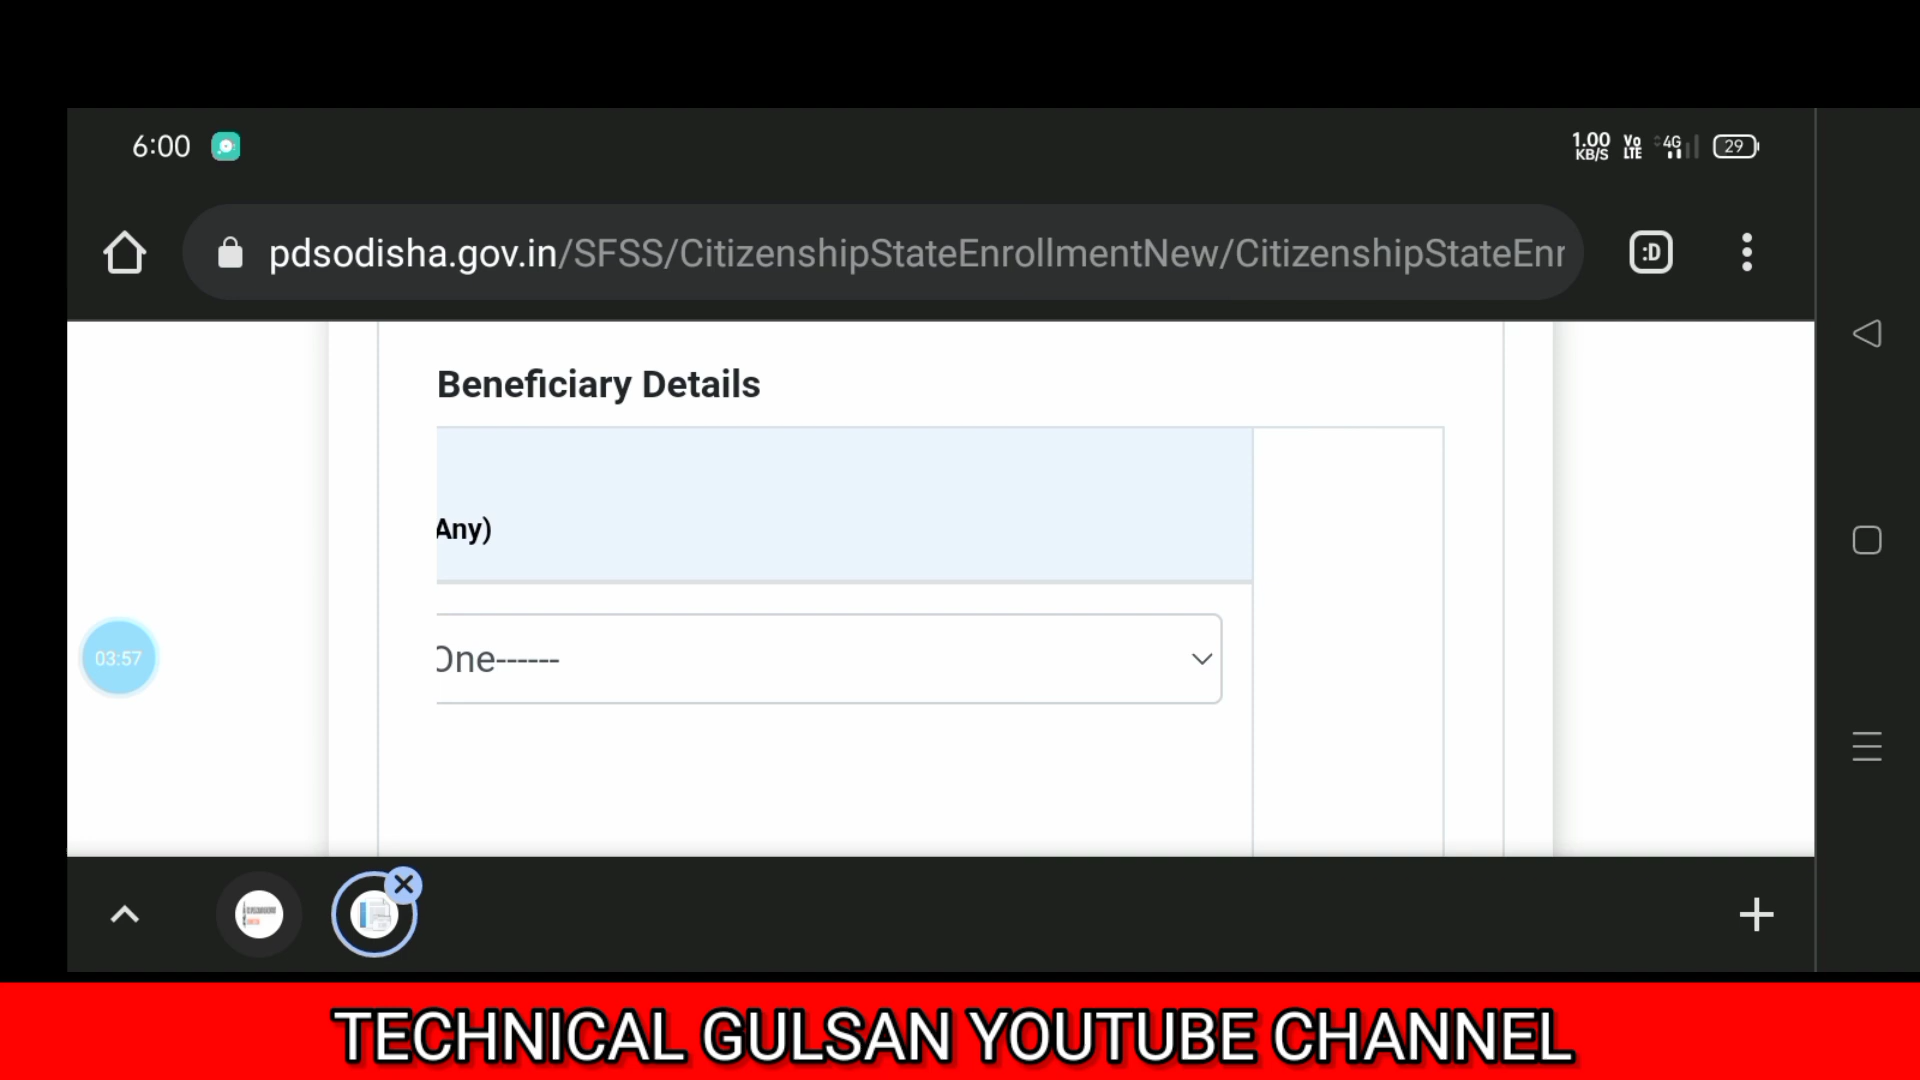 6:00
1.00 KB/S Vo LTE 4G 29
pdsodisha.gov.in/SFSS/CitizenshipStateEnrollmentNew/CitizenshipStateEnr
:D
Beneficiary Details
Any)
One------
03:57
TECHNICAL GULSAN YOUTUBE CHANNEL